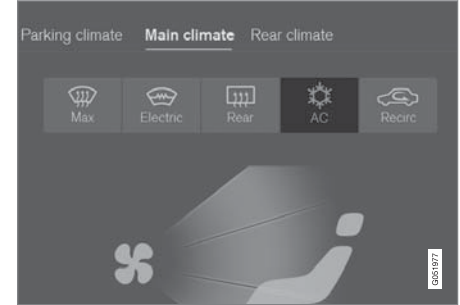 Parking climate Main climate Rear climate
Max Electric Rear AC Recirc
G051977